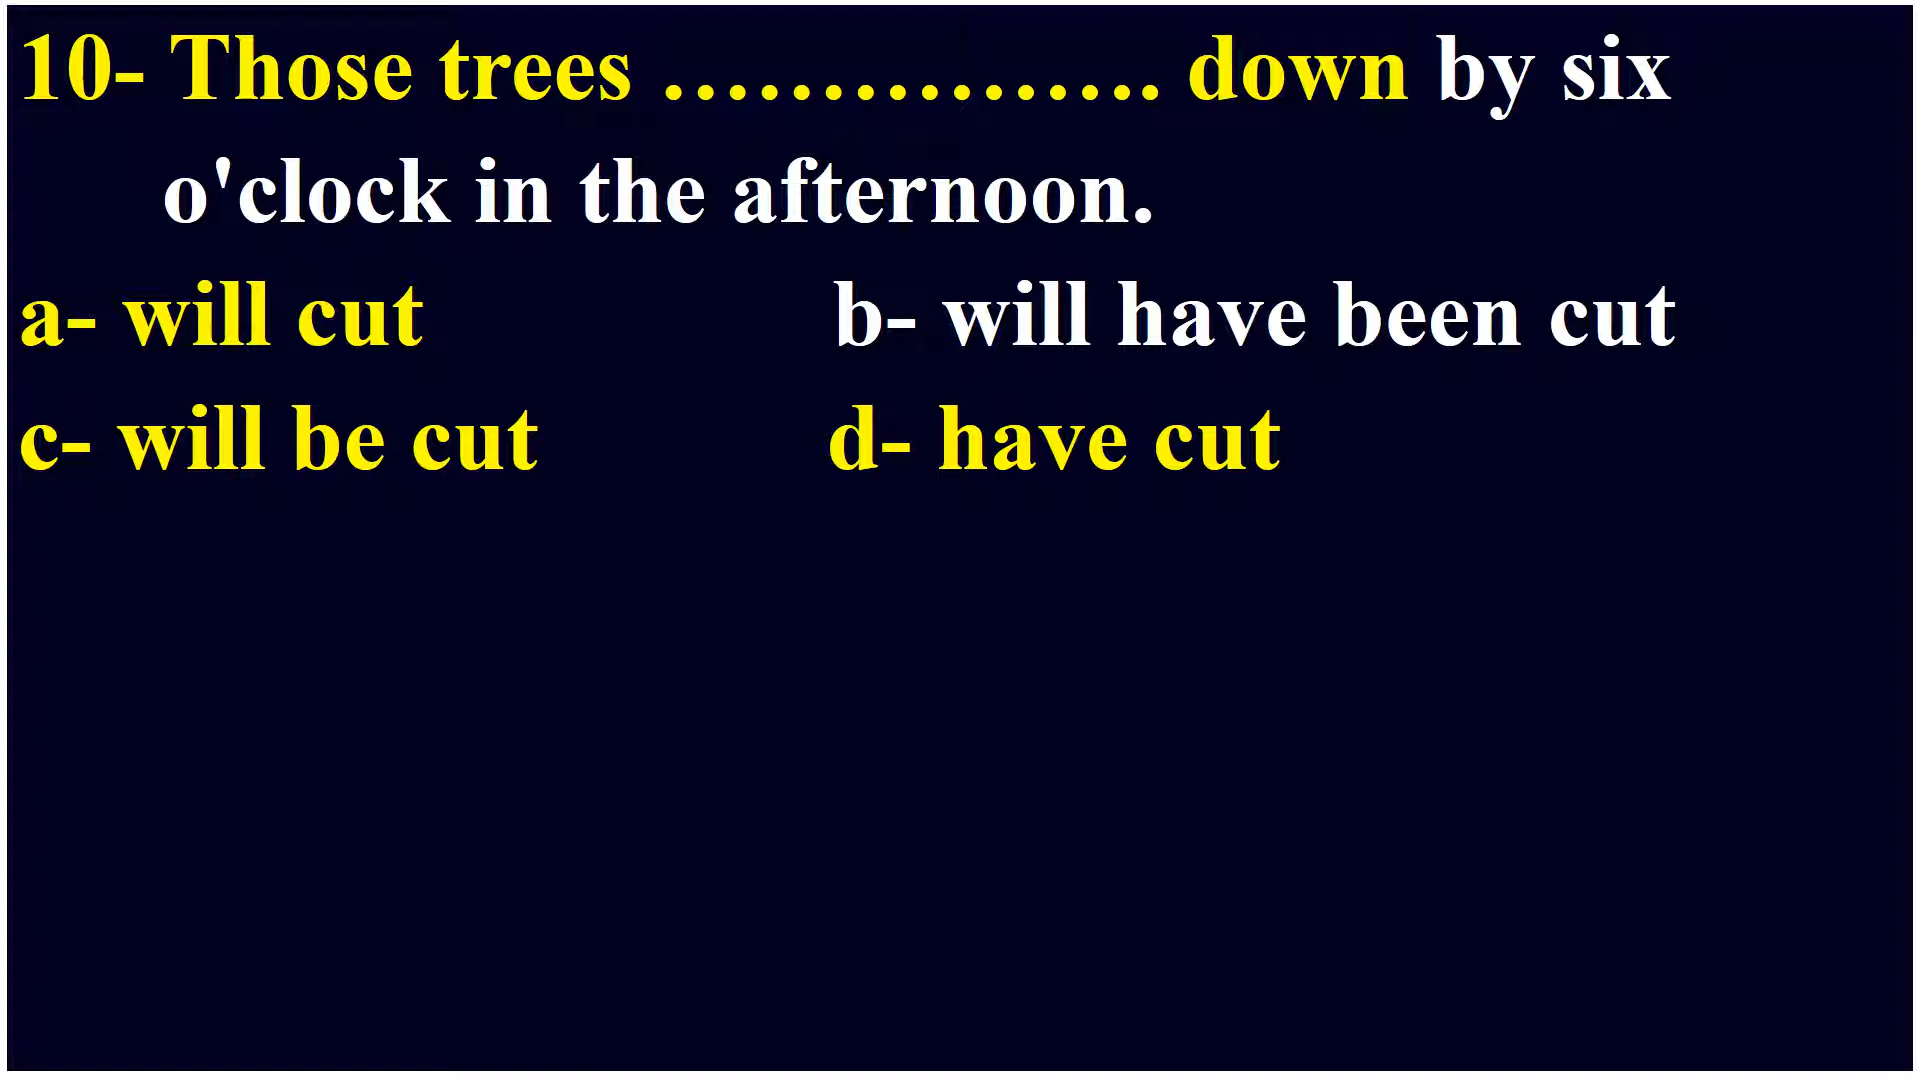 10- Those trees ……………. down by six
o'clock in the afternoon.
a- will cut b- will have been cut
c- will be cut d- have cut